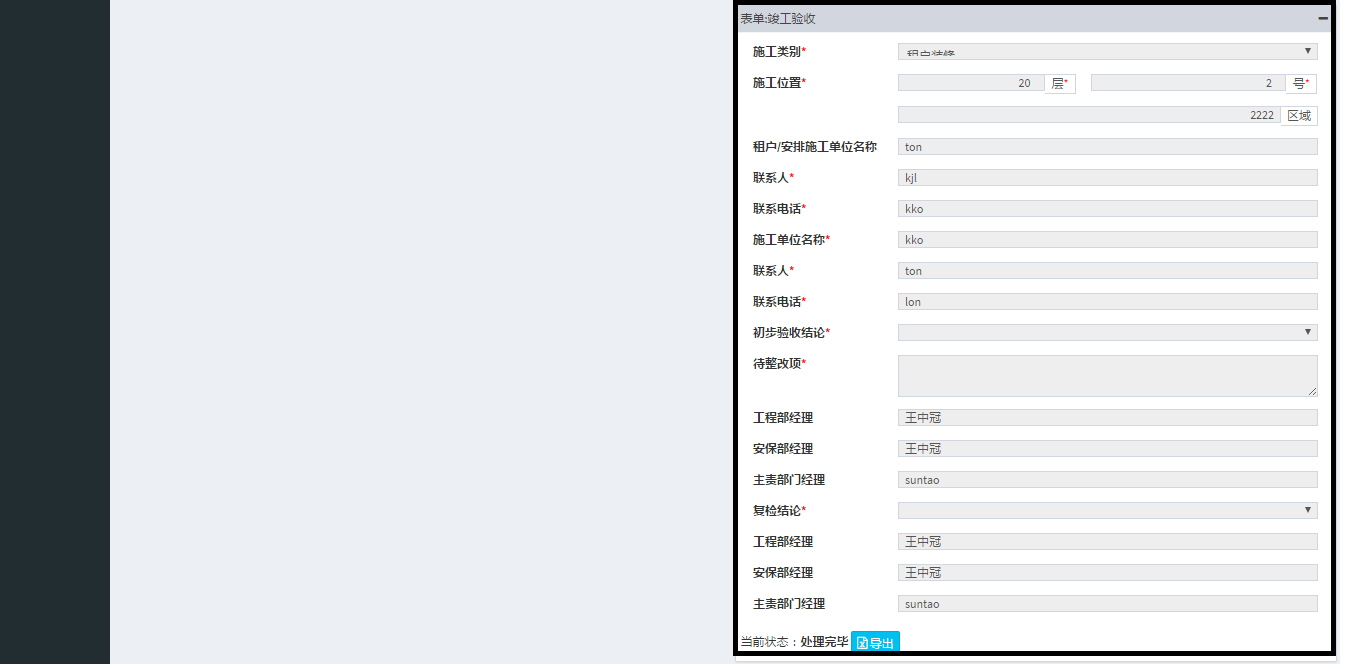 表单:竣工验收
施工类别* 租户装修
施工位置* 20 层* 2 号*
2222 区域
租户/安排施工单位名称 ton
联系人* kjl
联系电话* kko
施工单位名称* kko
联系人* ton
联系电话* lon
初步验收结论*
待整改项*
工程部经理 王中冠
安保部经理 王中冠
主责部门经理 suntao
复检结论*
工程部经理 王中冠
安保部经理 王中冠
主责部门经理 suntao
当前状态：处理完毕 导出